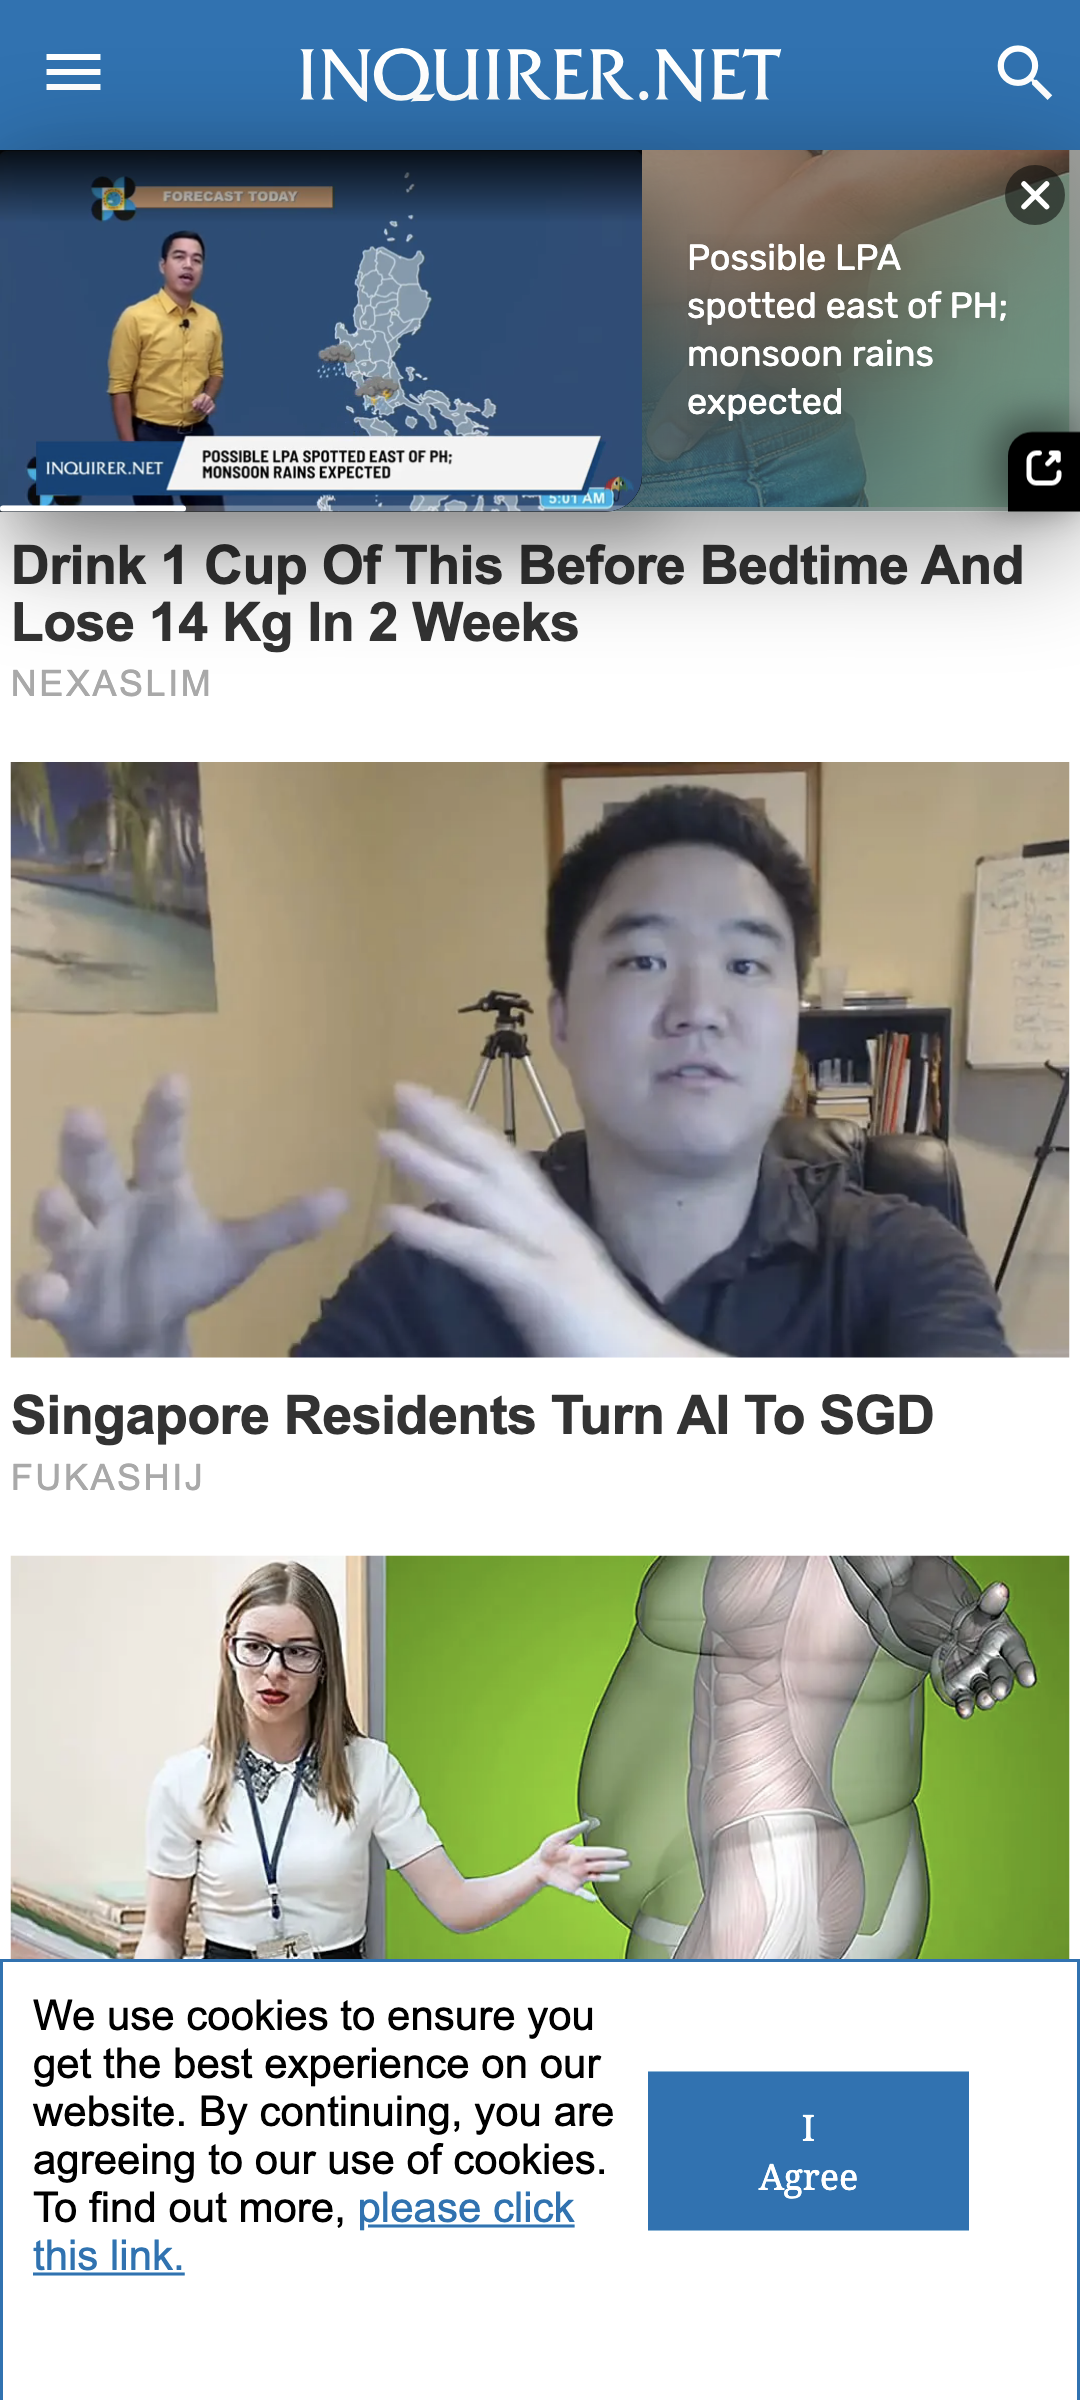 INQUIRER.NET
FORECAST TODAY
INQUIRER.NET
POSSIBLE LPA SPOTTED EAST OF PH;
MONSOON RAINS EXPECTED
5:01 AM
Possible LPA
spotted east of PH;
monsoon rains
expected
Drink 1 Cup Of This Before Bedtime And
Lose 14 Kg In 2 Weeks
NEXASLIM
Singapore Residents Turn AI To SGD
FUKASHIJ
We use cookies to ensure you
get the best experience on our
website. By continuing, you are
agreeing to our use of cookies.
To find out more, please click
this link.
I
Agree